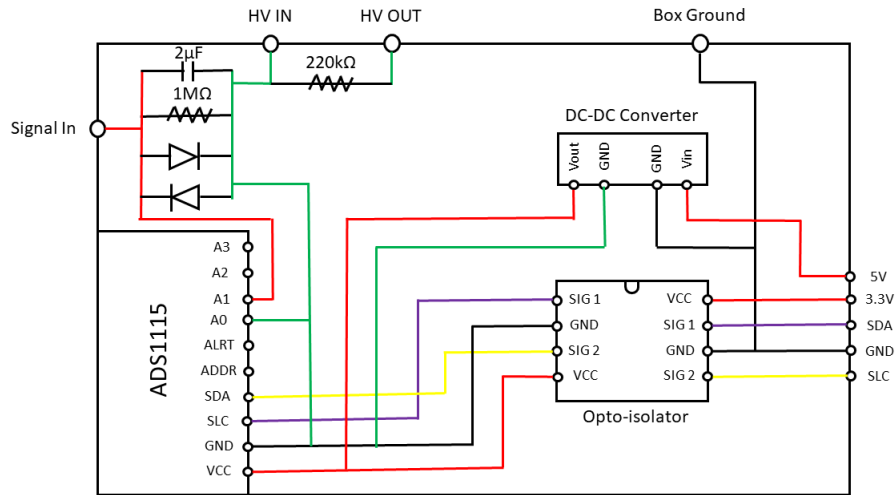 HV IN
HV OUT
Box Ground
2μF
220kΩ
1MΩ
Signal In
DC-DC Converter
Vout
GND
GND
Vin
A3
A2
A1
A0
ALRT
ADDR
SDA
SLC
GND
VCC
ADS1115
SIG 1
GND
SIG 2
VCC
VCC
SIG 1
GND
SIG 2
Opto-isolator
5V
3.3V
SDA
GND
SLC